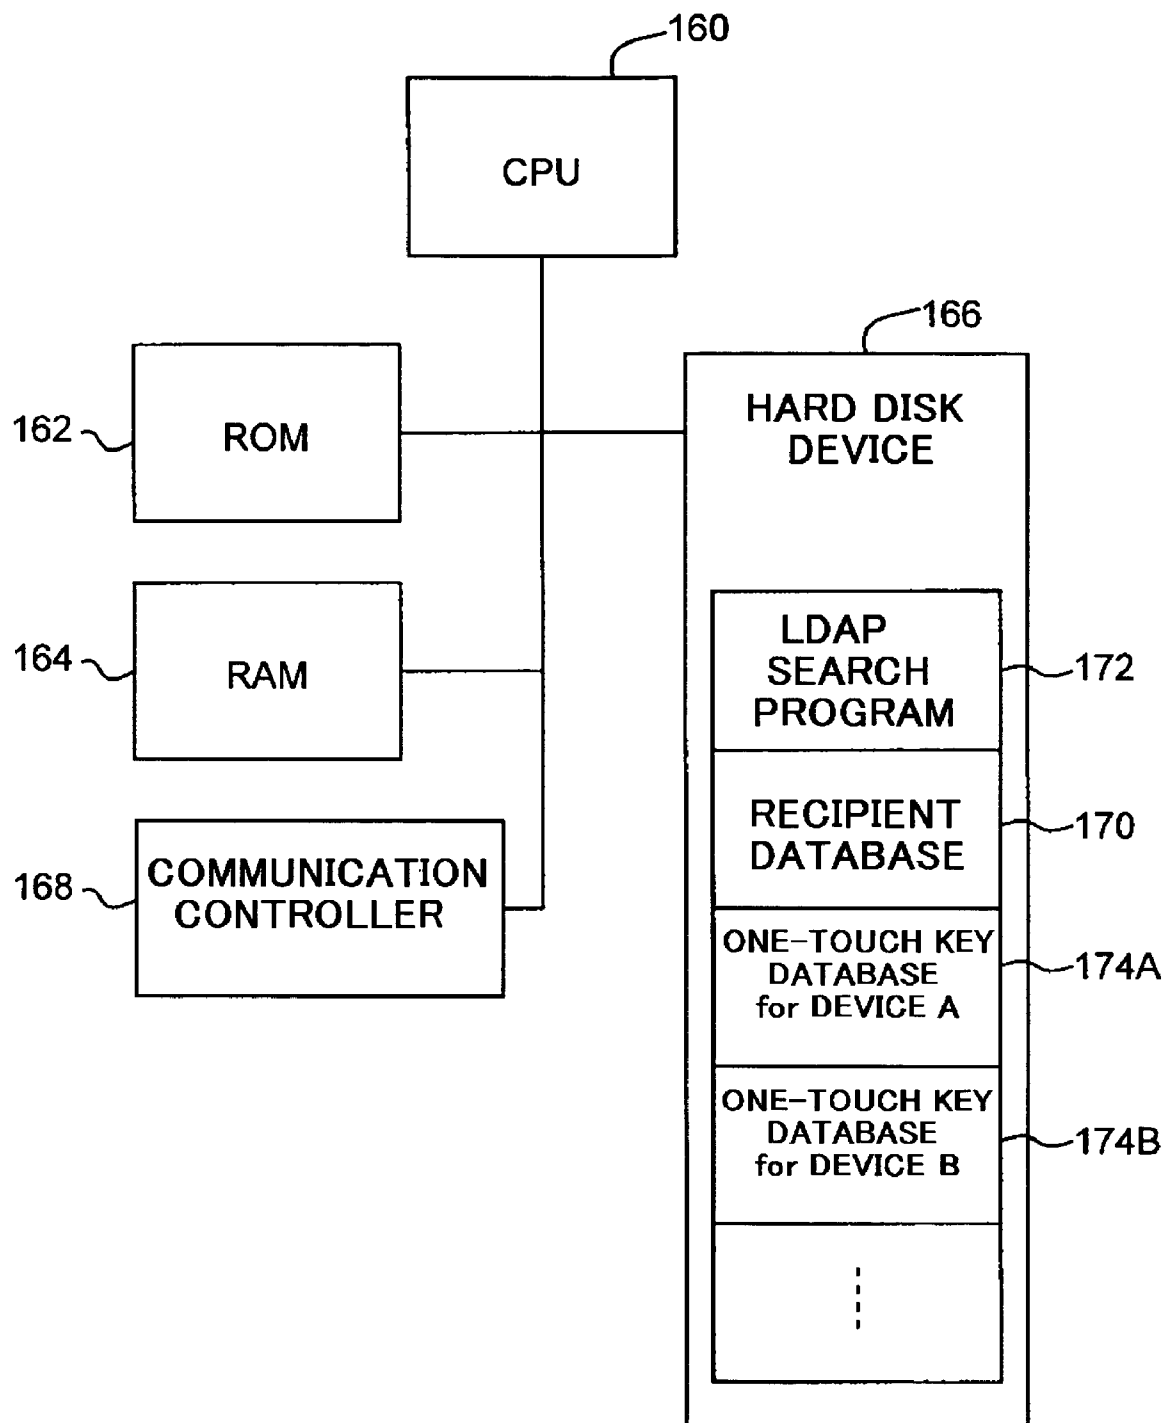 160
CPU
166
HARD DISK
DEVICE
162
ROM
LDAP
SEARCH
PROGRAM
172
164
RAM
RECIPIENT
DATABASE
170
168
COMMUNICATION
CONTROLLER
ONE-TOUCH KEY
DATABASE
for DEVICE A
174A
ONE-TOUCH KEY
DATABASE
for DEVICE B
174B